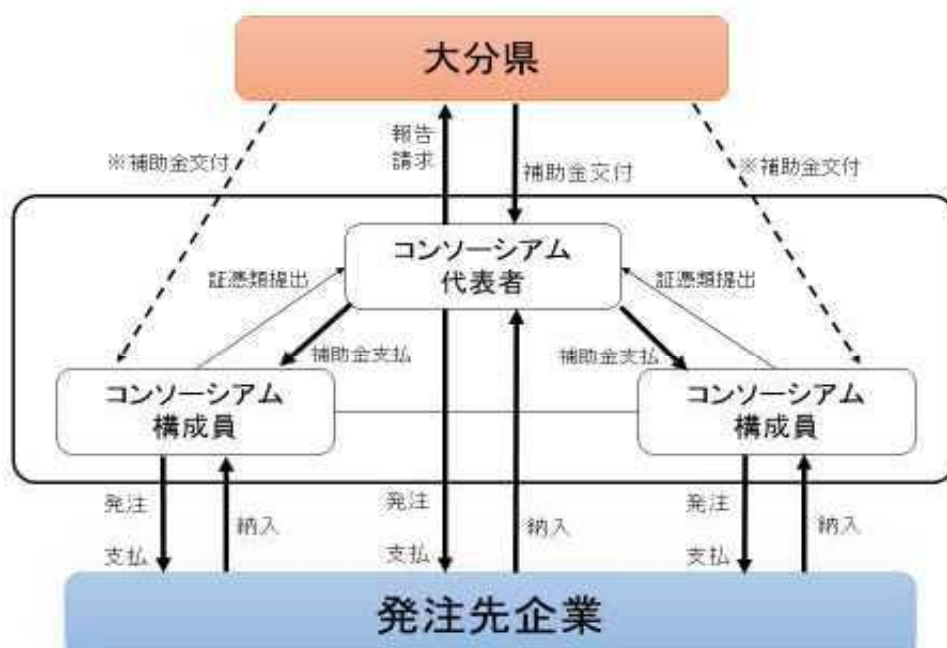 大分県
報告
請求
※補助金交付
補助金交付
※補助金交付
コンソーシアム
代表者
証憑類提出
証憑類提出
補助金支払
補助金支払
コンソーシアム
構成員
コンソーシアム
構成員
発注
支払
納入
発注
支払
納入
発注
支払
納入
発注先企業